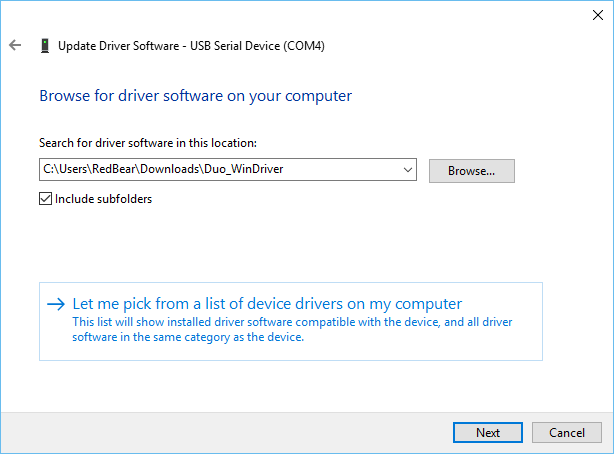 Update Driver Software - USB Serial Device (COM4)
Browse for driver software on your computer
Search for driver software in this location:
C:\Users\RedBear\Downloads\Duo_WinDriver
Browse...
Include subfolders
Let me pick from a list of device drivers on my computer
This list will show installed driver software compatible with the device, and all driver
software in the same category as the device.
Next
Cancel